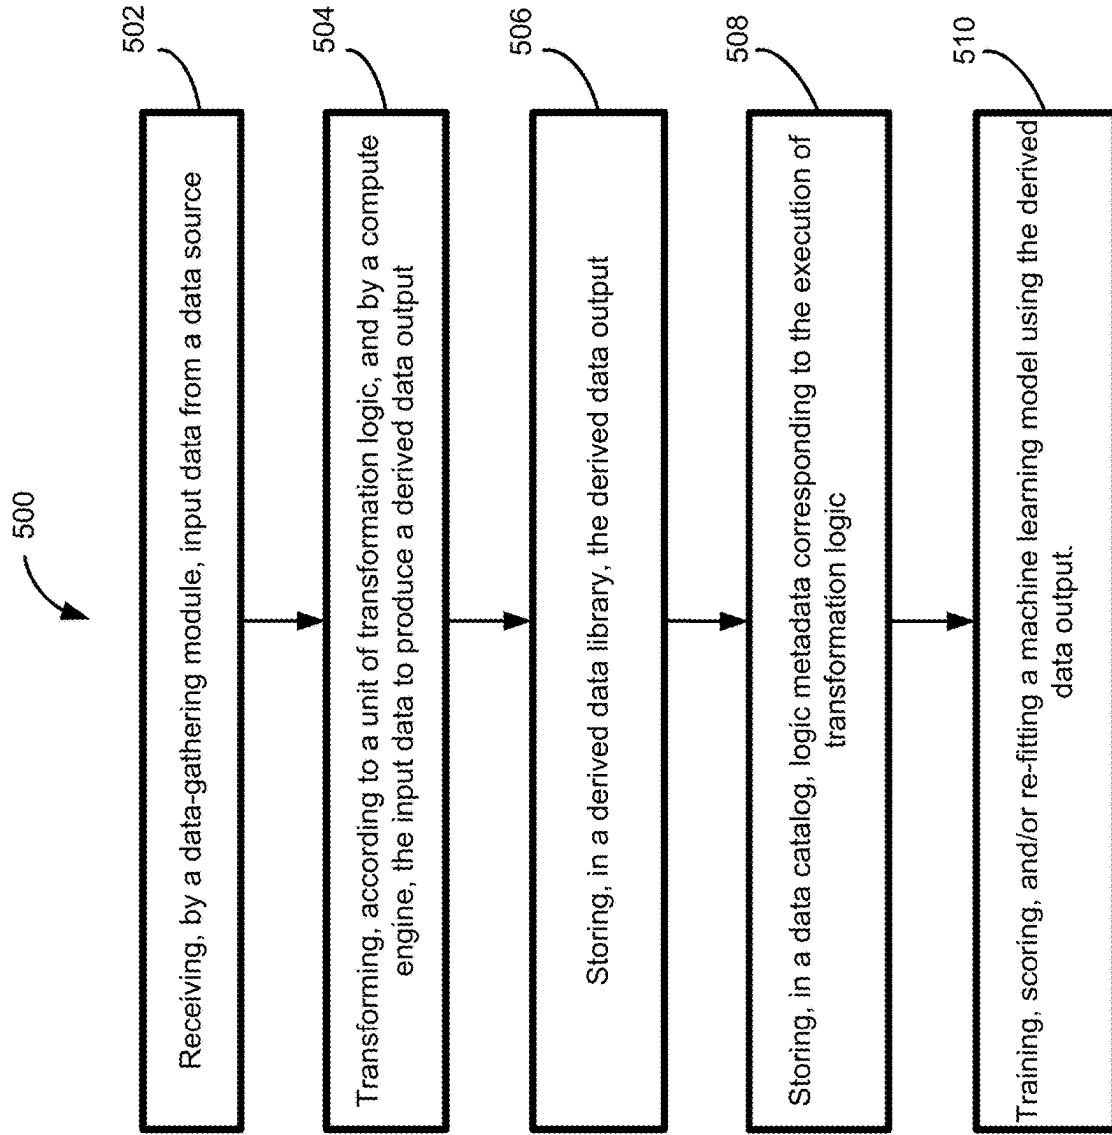 500
502
Receiving, by a data-gathering module, input data from a data source
504
Transforming, according to a unit of transformation logic, and by a compute
engine, the input data to produce a derived data output
506
Storing, in a derived data library, the derived data output
508
Storing, in a data catalog, logic metadata corresponding to the execution of
transformation logic
510
Training, scoring, and/or re-fitting a machine learning model using the derived
data output.